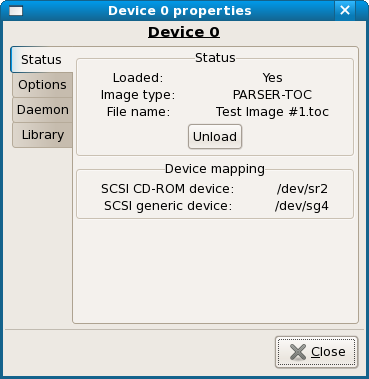 Device 0 properties
Device 0
Status
Options
Daemon
Library
Status
Loaded: Yes
Image type: PARSER-TOC
File name: Test Image #1.toc
Unload
Device mapping
SCSI CD-ROM device: /dev/sr2
SCSI generic device: /dev/sg4
Close